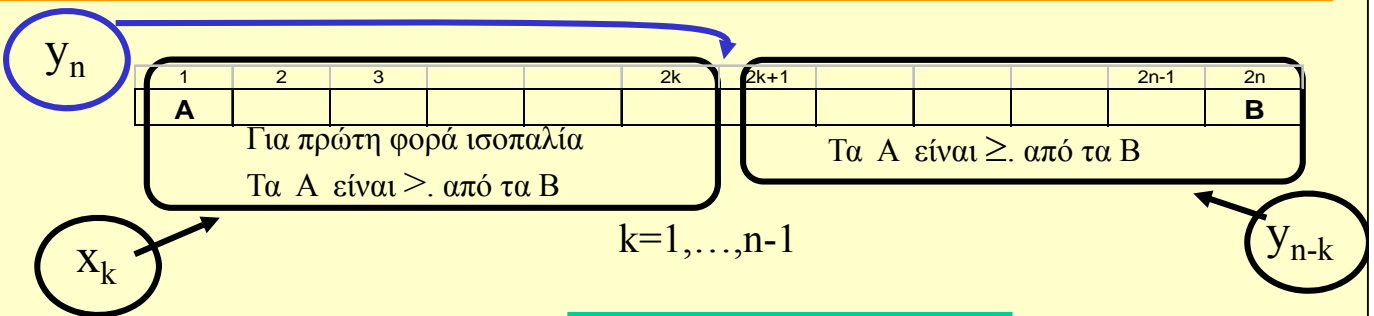 yₙ
1 2 3 2k 2k+1 2n-1 2n
A B
Για πρώτη φορά ισοπαλία
Τα Α είναι >. από τα Β
Τα Α είναι ≥. από τα Β
k=1,…,n-1
xₖ
yₙ₋ₖ